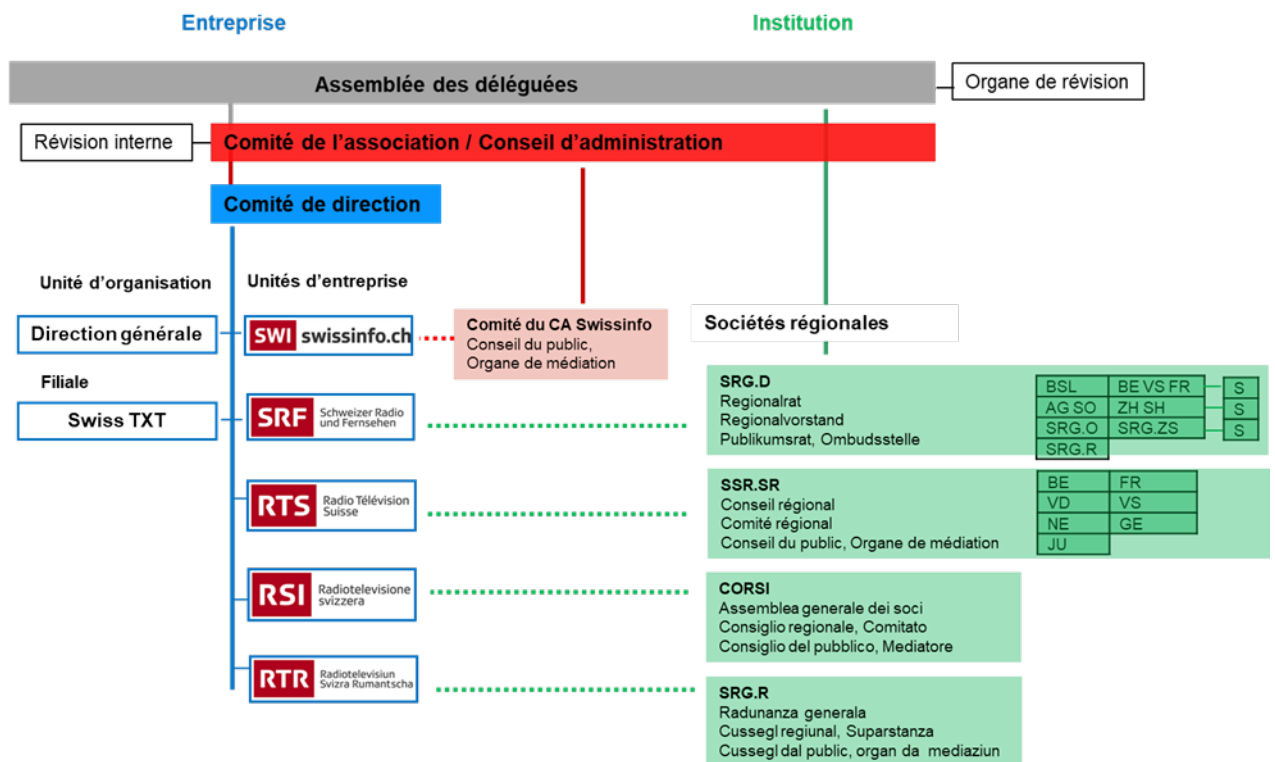 Entreprise
Institution
Assemblée des déléguées
Organe de révision
Révision interne
Comité de l’association / Conseil d’administration
Comité de direction
Unité d’organisation
Unités d’entreprise
Direction générale
SWI swissinfo.ch
Comité du CA Swissinfo
Conseil du public,
Organe de médiation
Sociétés régionales
Filiale
Swiss TXT
SRF Schweizer Radio
und Fernsehen
SRG.D
Regionalrat
Regionalvorstand
Publikumsrat, Ombudsstelle
BSL BE VS FR S
AG SO ZH SH S
SRG.O SRG.ZS S
SRG.R
RTS Radio Télévision
Suisse
SSR.SR
Conseil régional
Comité régional
Conseil du public, Organe de médiation
BE FR
VD VS
NE GE
JU
RSI Radiotelevisione
svizzera
CORSI
Assemblea generale dei soci
Consiglio regionale, Comitato
Consiglio del pubblico, Mediatore
RTR Radiotelevisiun
Svizra Rumantscha
SRG.R
Radunanza generala
Cussegl regional, Suparstanza
Cussegl dal public, organ da mediaziun